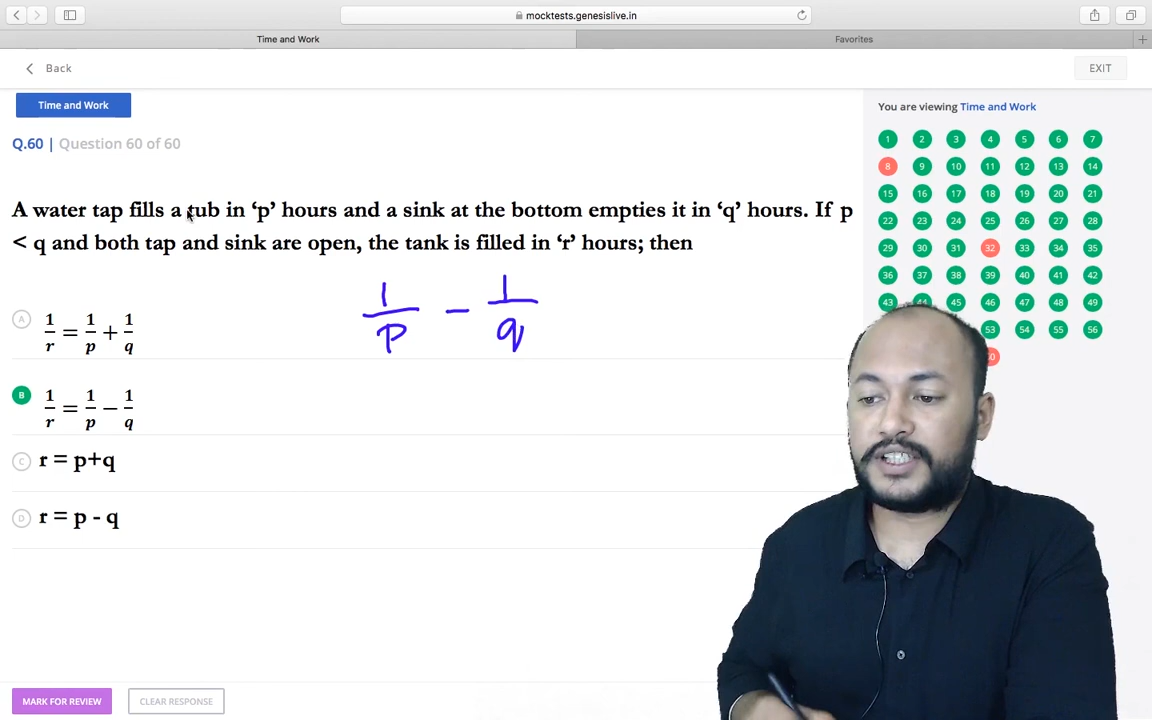 mocktests.genesislive.in
Time and Work
Favorites
Back
EXIT
Time and Work
You are viewing Time and Work
Q.60 | Question 60 of 60
1 2 3 4 5 6 7
8 9 10 11 12 13 14
15 16 17 18 19 20 21
22 23 24 25 26 27 28
29 30 31 32 33 34 35
36 37 38 39 40 41 42
43 44 45 46 47 48 49
53 54 55 56
A water tap fills a tub in ‘p’ hours and a sink at the bottom empties it in ‘q’ hours. If p
< q and both tap and sink are open, the tank is filled in ‘r’ hours; then
1/p - 1/q
A 1/r = 1/p + 1/q
B 1/r = 1/p − 1/q
C r = p+q
D r = p - q
MARK FOR REVIEW
CLEAR RESPONSE